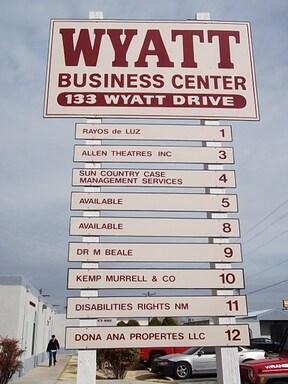 WYATT
BUSINESS CENTER
133 WYATT DRIVE
RAYOS de LUZ 1
ALLEN THEATRES INC 3
SUN COUNTRY CASE
MANAGEMENT SERVICES 4
AVAILABLE 5
AVAILABLE 8
DR M BEALE 9
KEMP MURRELL & CO 10
DISABILITIES RIGHTS NM 11
DONA ANA PROPERTES LLC 12